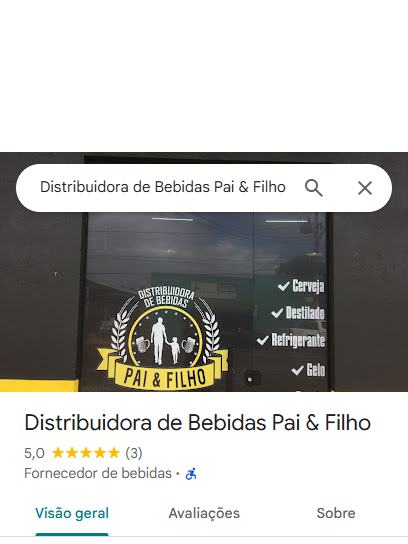 Distribuidora de Bebidas Pai & Filho
DISTRIBUIDORA
DE BEBIDAS
PAI & FILHO
Cerveja
Destilado
Refrigerante
Gelo
Distribuidora de Bebidas Pai & Filho
5,0 ★★★★★ (3)
Fornecedor de bebidas ·
Visão geral
Avaliações
Sobre